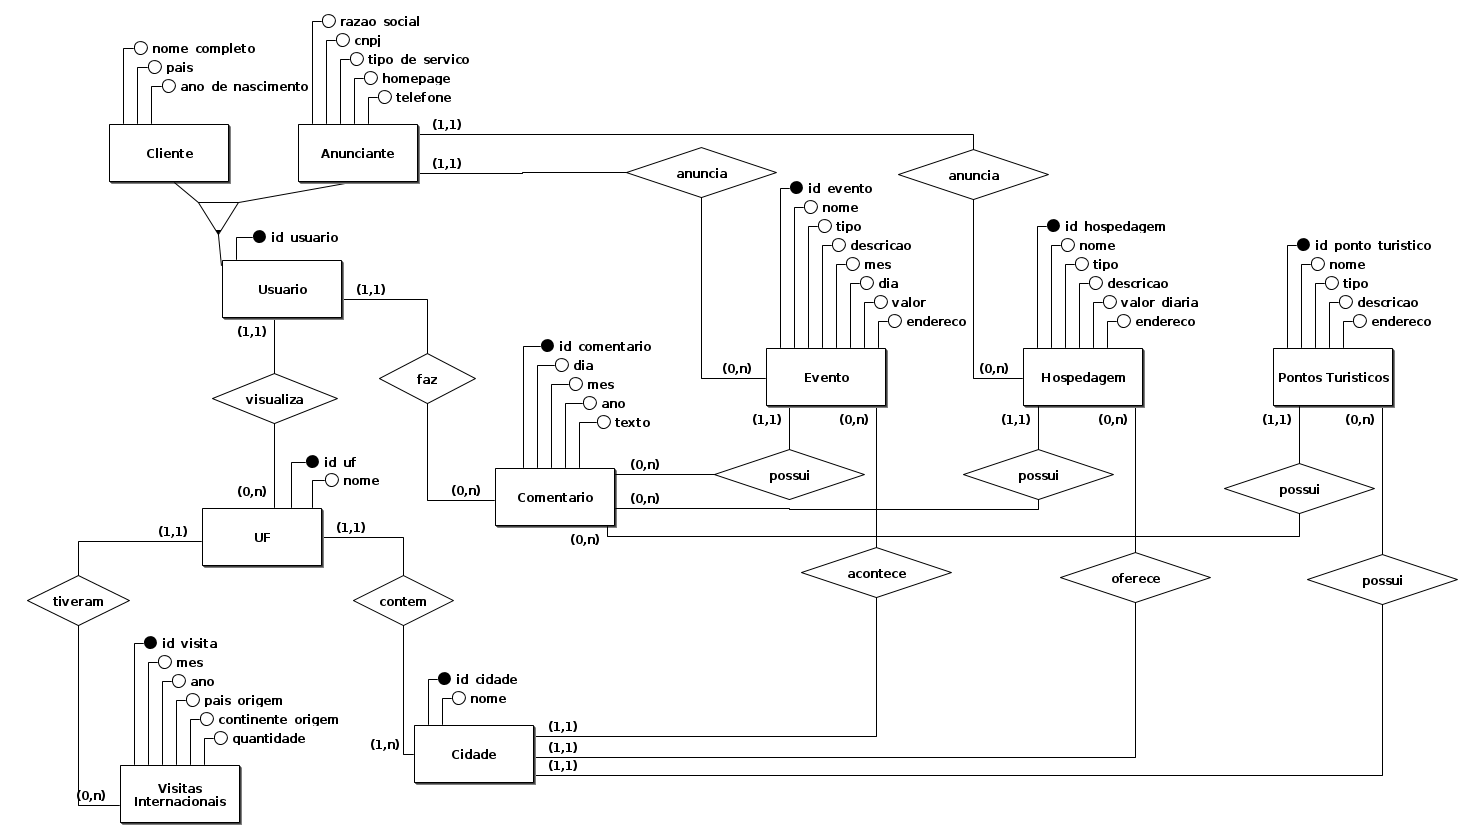 razao social
cnpj
tipo de servico
homepage
telefone
nome completo
pais
ano de nascimento
Cliente
Anunciante
(1,1)
(1,1)
anuncia
anuncia
id evento
nome
tipo
descricao
mes
dia
valor
endereco
id hospedagem
nome
tipo
descricao
valor diaria
endereco
id ponto turistico
nome
tipo
descricao
endereco
id usuario
Usuario
(1,1)
(1,1)
visualiza
faz
(0,n)
Evento
(0,n)
Hospedagem
Pontos Turisticos
id comentario
dia
mes
ano
texto
(1,1)
(0,n)
(1,1)
(0,n)
(1,1)
(0,n)
id uf
nome
(0,n)
(0,n)
Comentario
(0,n)
(0,n)
(0,n)
possui
possui
possui
UF
(1,1)
(1,1)
tiveram
contem
acontece
oferece
possui
id visita
mes
ano
pais origem
continente origem
quantidade
id cidade
nome
(1,n)
Cidade
(1,1)
(1,1)
(1,1)
(0,n)
Visitas
Internacionais